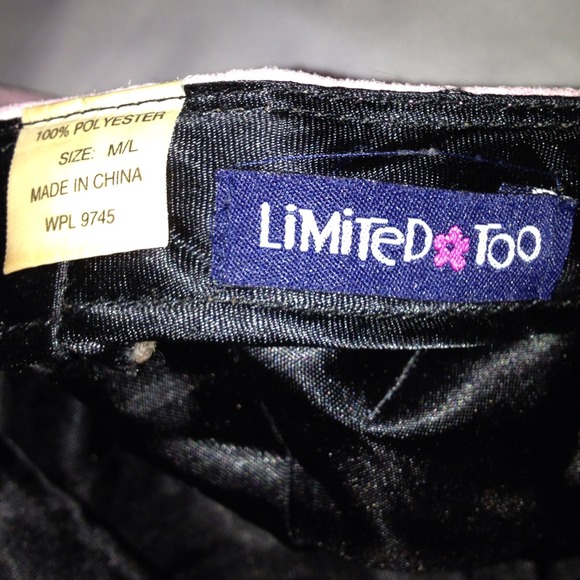 100% POLYESTER
SIZE: M/L
MADE IN CHINA
WPL 9745
LiMiTeD TOO